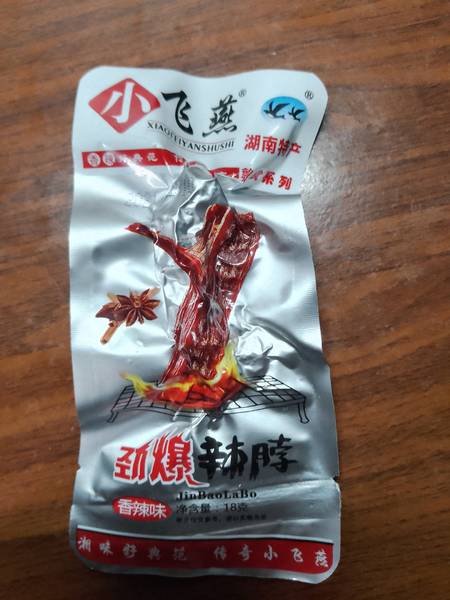 小飞燕®
®
XIAOFEIYANSHUSHI
湖南特产
系列
劲爆辣脖
JinBaoLaBo
香辣味
净含量：18克
湘味好典范 传奇小飞燕